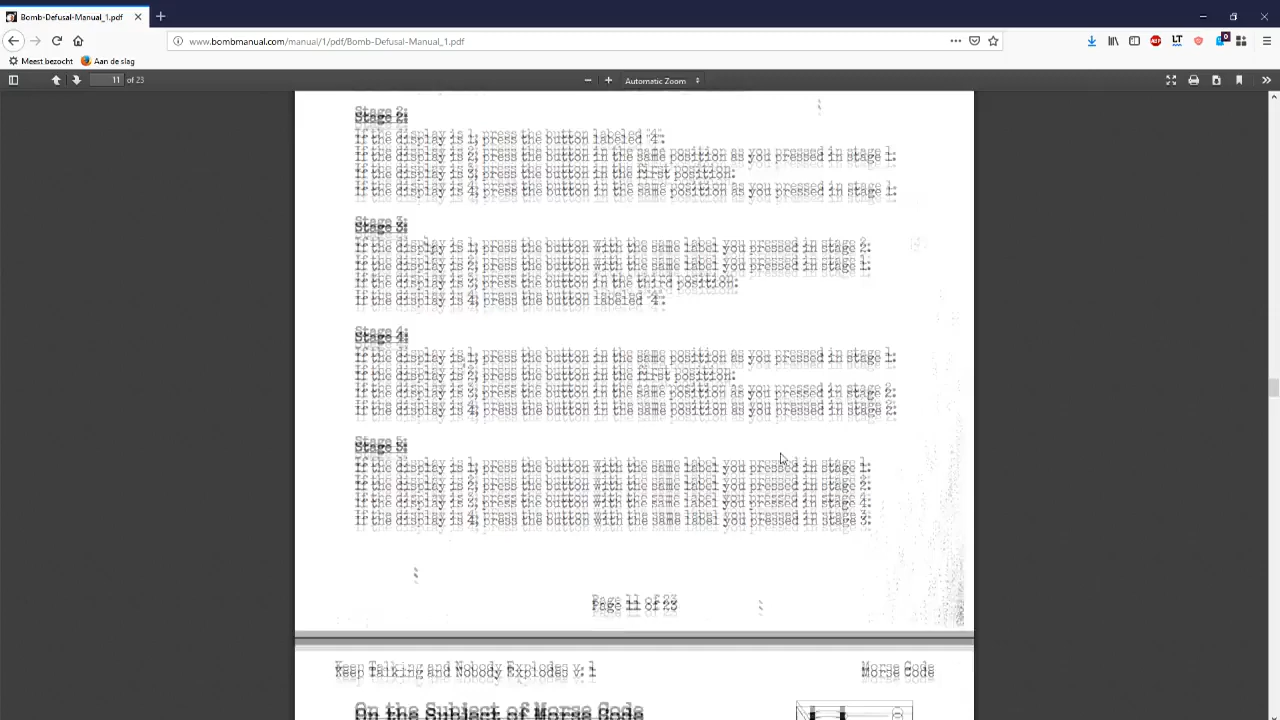 Bomb-Defusal-Manual_1.pdf
www.bombmanual.com/manual/1/pdf/Bomb-Defusal-Manual_1.pdf
Meest bezocht Aan de slag
11 of 23 Automatic Zoom
Stage 2:
If the display is 1, press the button labeled "4".
If the display is 2, press the button in the same position as you pressed in stage 1.
If the display is 3, press the button in the first position.
If the display is 4, press the button in the same position as you pressed in stage 1.
Stage 3:
If the display is 1, press the button with the same label you pressed in stage 2.
If the display is 2, press the button with the same label you pressed in stage 1.
If the display is 3, press the button in the third position.
If the display is 4, press the button labeled "4".
Stage 4:
If the display is 1, press the button in the same position as you pressed in stage 1.
If the display is 2, press the button in the first position.
If the display is 3, press the button in the same position as you pressed in stage 2.
If the display is 4, press the button in the same position as you pressed in stage 2.
Stage 5:
If the display is 1, press the button with the same label you pressed in stage 1.
If the display is 2, press the button with the same label you pressed in stage 2.
If the display is 3, press the button with the same label you pressed in stage 4.
If the display is 4, press the button with the same label you pressed in stage 3.
Page 11 of 23
Keep Talking and Nobody Explodes v. 1 Morse Code
On the Subject of Morse Code